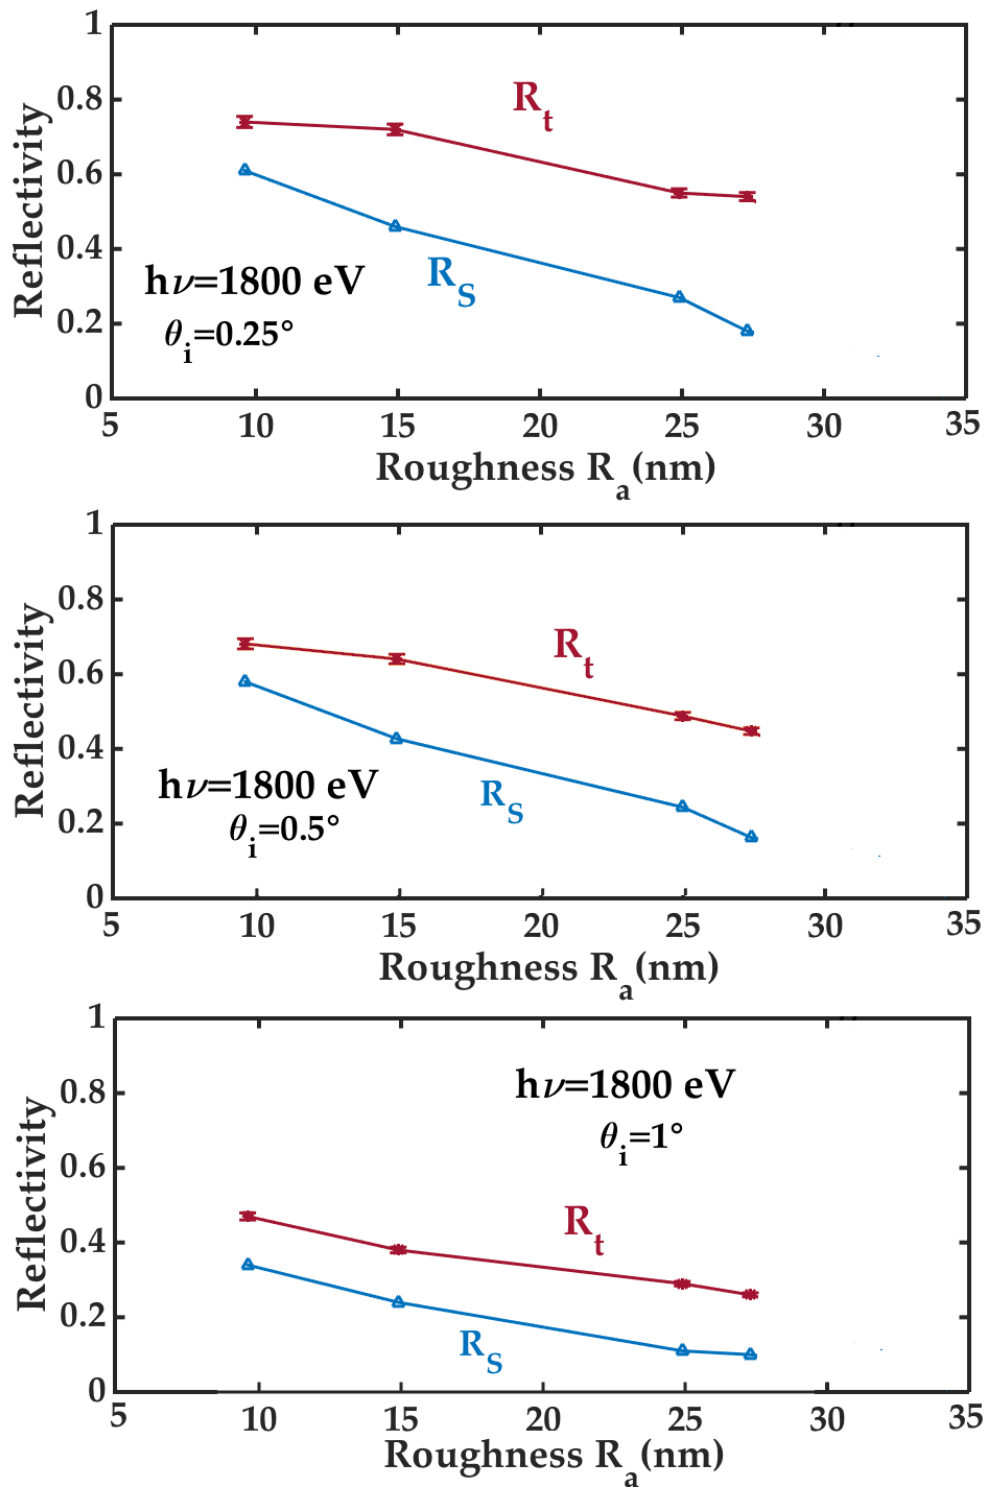 1
0.8
0.6
0.4
0.2
0
Reflectivity
R_t
R_S
hν=1800 eV
θ_i=0.25°
5 10 15 20 25 30 35
Roughness R_a(nm)
1
0.8
0.6
0.4
0.2
0
Reflectivity
R_t
R_S
hν=1800 eV
θ_i=0.5°
5 10 15 20 25 30 35
Roughness R_a(nm)
1
0.8
0.6
0.4
0.2
0
Reflectivity
hν=1800 eV
θ_i=1°
R_t
R_S
5 10 15 20 25 30 35
Roughness R_a(nm)